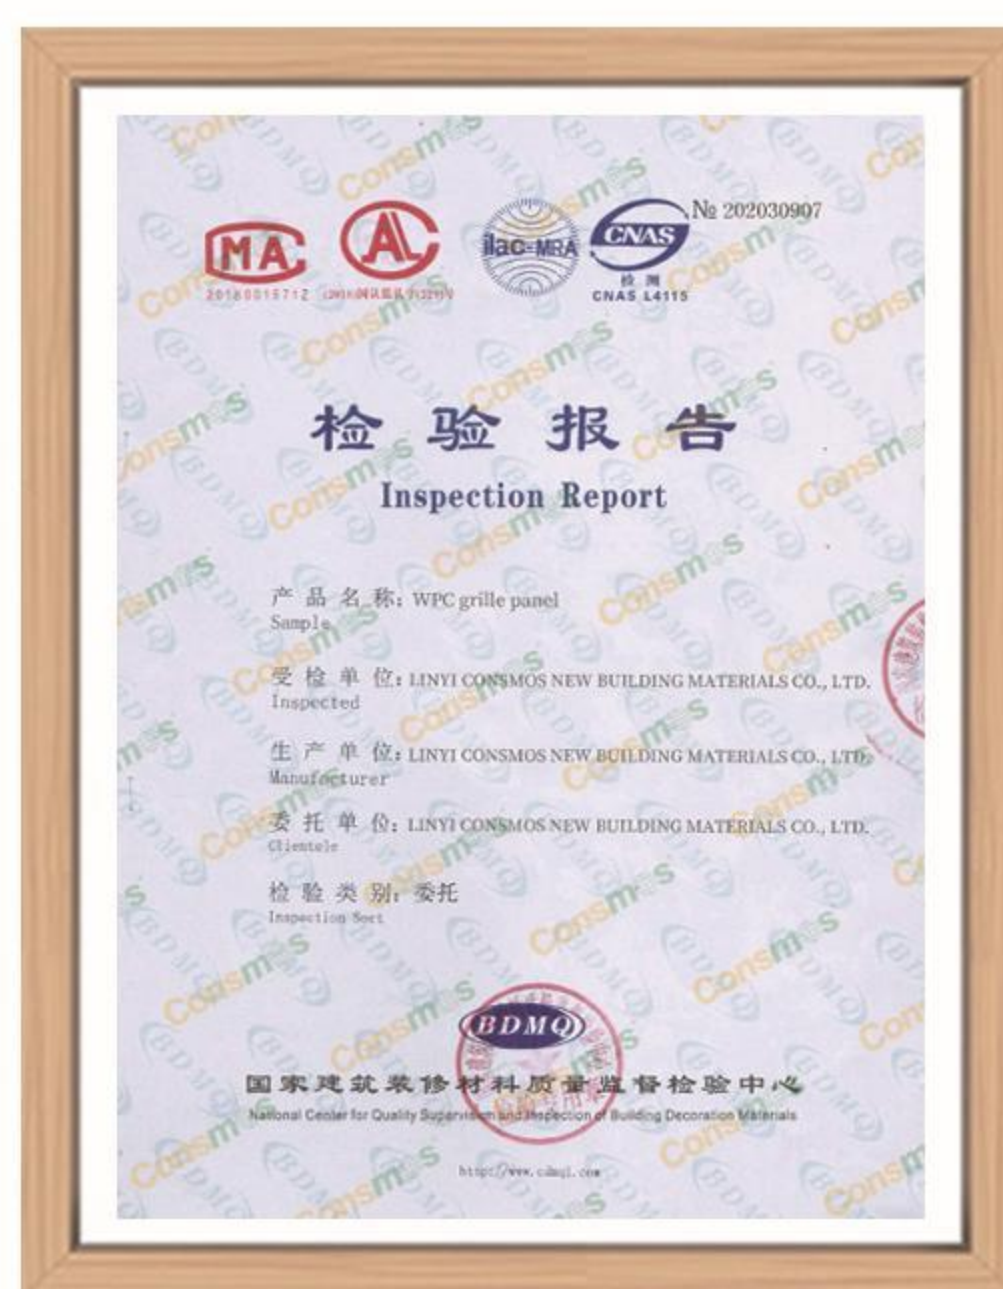 № 202030907
MA
CAL
ilac-MRA
CNAS
检测
CNAS L4115
检验报告
Inspection Report
产品名称: WPC grille panel
Sample
受检单位: LINYI CONSMOS NEW BUILDING MATERIALS CO., LTD.
Inspected
生产单位: LINYI CONSMOS NEW BUILDING MATERIALS CO., LTD.
Manufacturer
委托单位: LINYI CONSMOS NEW BUILDING MATERIALS CO., LTD.
Clientele
检验类别: 委托
Inspection Sort
BDMQ
国家建筑装修材料质量监督检验中心
National Center for Quality Supervision and Inspection of Building Decoration Materials
Consmos